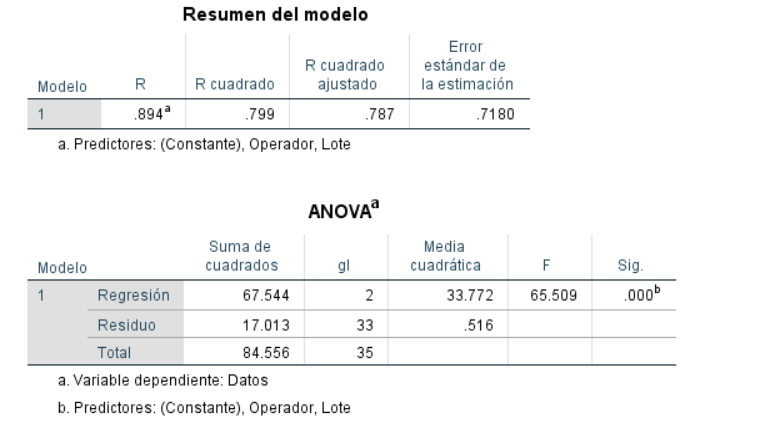 Resumen del modelo
Modelo R R cuadrado R cuadrado ajustado Error estándar de la estimación
1 .894a .799 .787 .7180
a. Predictores: (Constante), Operador, Lote
ANOVAa
Modelo Suma de cuadrados gl Media cuadrática F Sig.
1 Regresión 67.544 2 33.772 65.509 .000b
Residuo 17.013 33 .516
Total 84.556 35
a. Variable dependiente: Datos
b. Predictores: (Constante), Operador, Lote